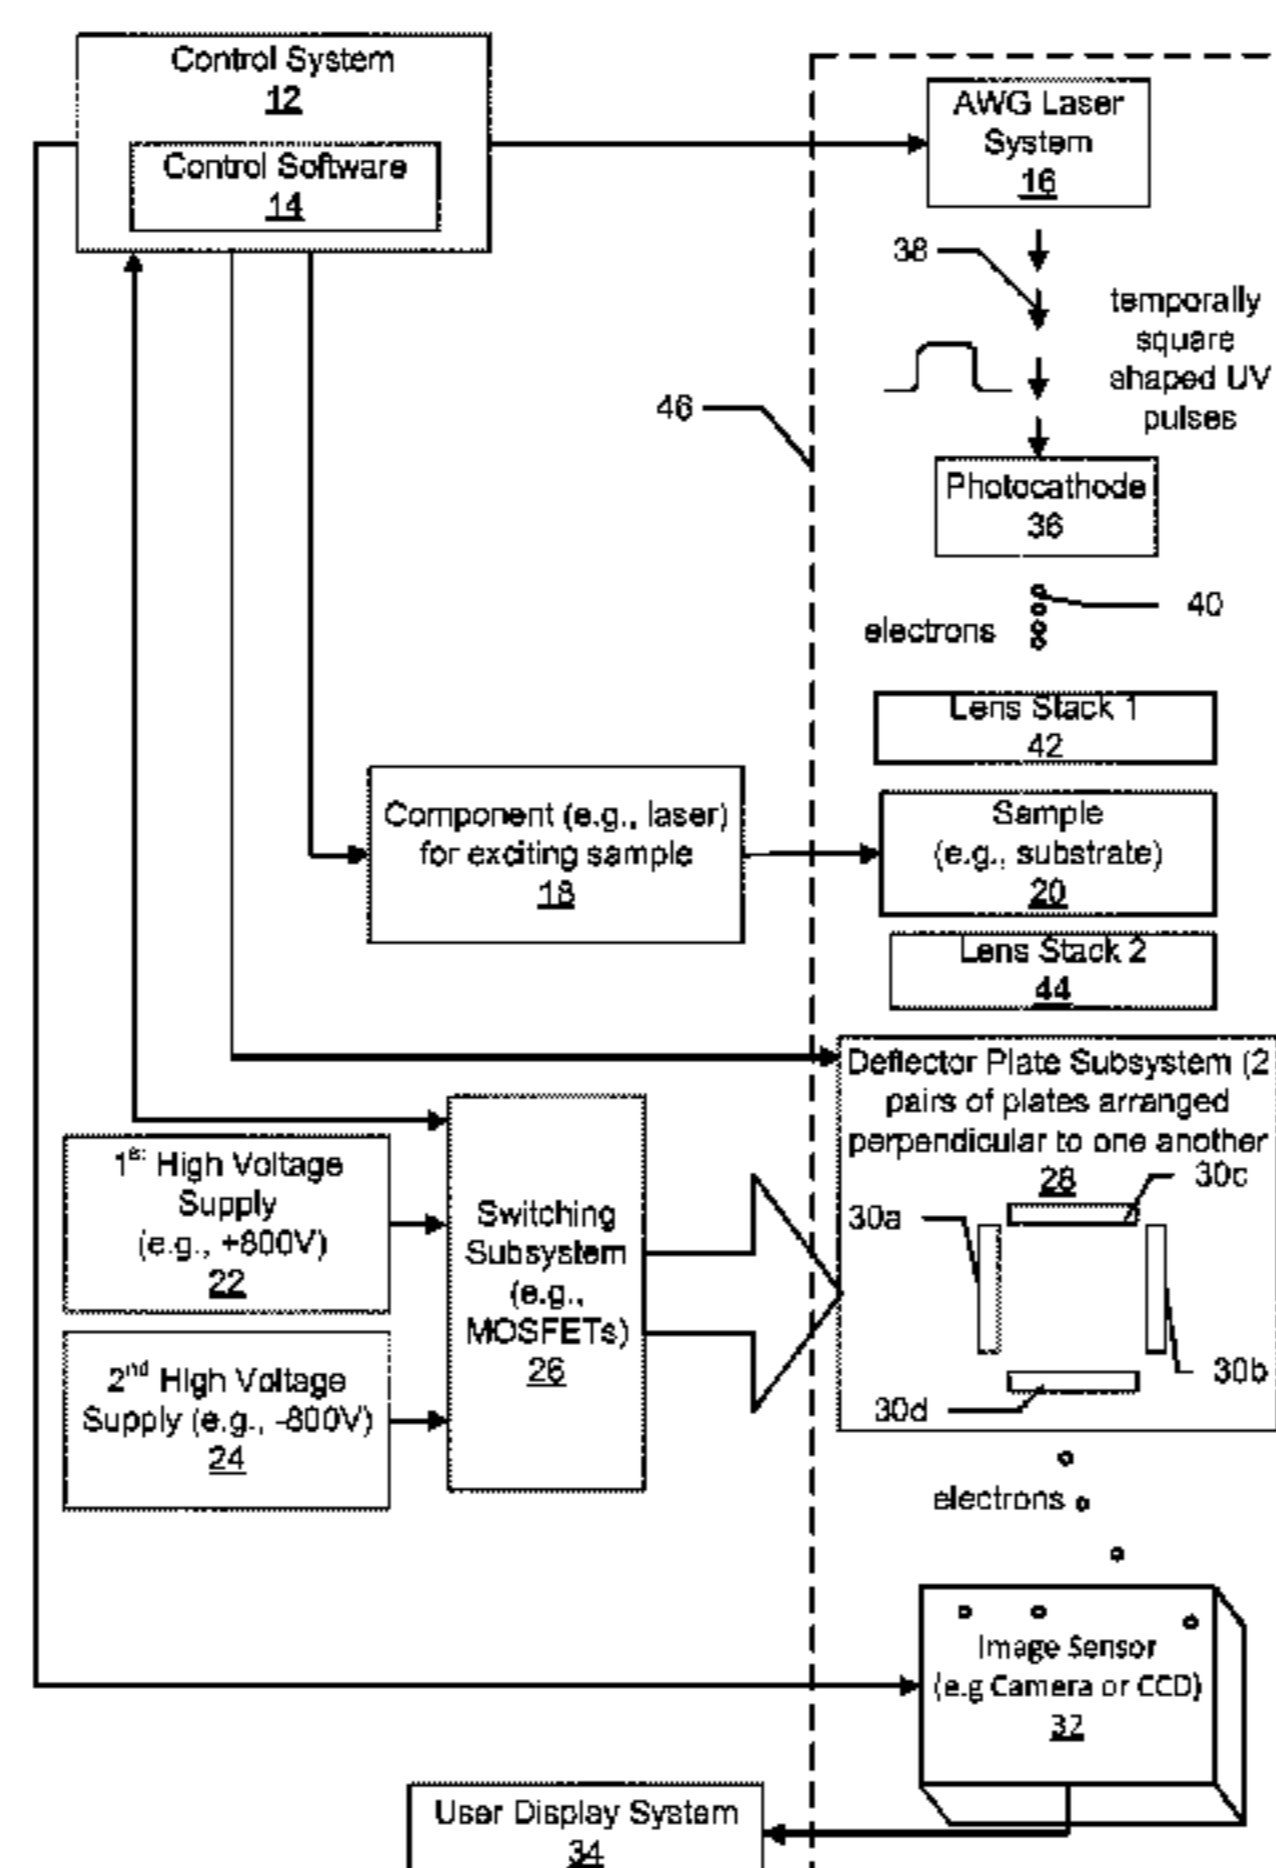 Control System
12
Control Software
14
AWG Laser
System
16
38
temporally
square
shaped UV
pulses
46
Photocathode
36
electrons
40
Lens Stack 1
42
Component (e.g., laser)
for exciting sample
18
Sample
(e.g., substrate)
20
Lens Stack 2
44
Deflector Plate Subsystem (2
pairs of plates arranged
perpendicular to one another
28
30c
30a
30b
30d
1st High Voltage
Supply
(e.g., +800V)
22
2nd High Voltage
Supply (e.g., -800V)
24
Switching
Subsystem
(e.g.,
MOSFETs)
26
electrons
Image Sensor
(e.g Camera or CCD)
32
User Display System
34